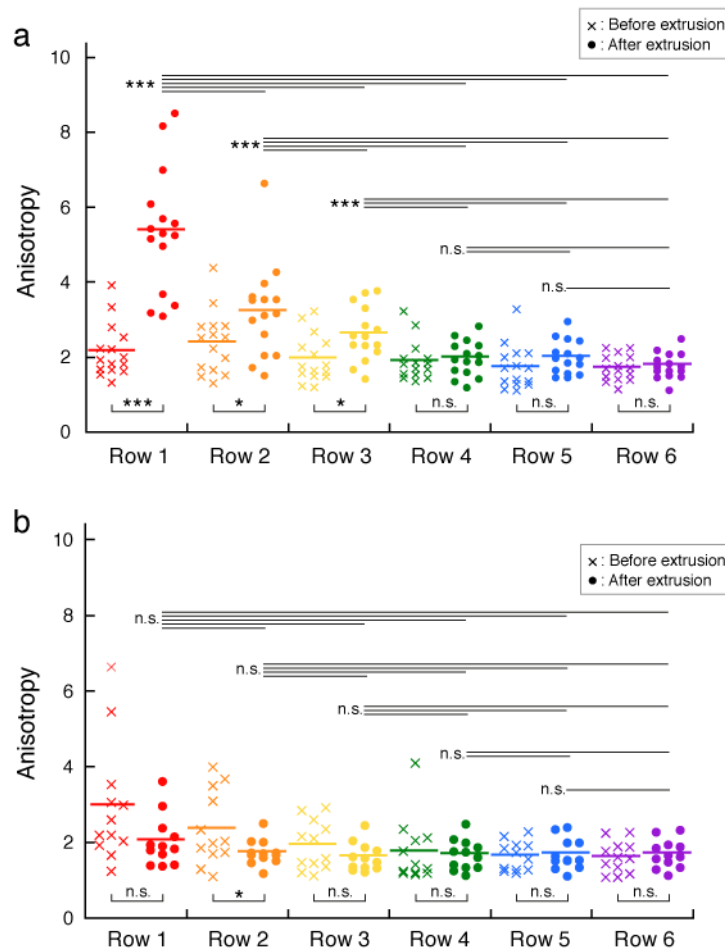 a
× : Before extrusion
● : After extrusion
10
8
6
4
2
0
Anisotropy
***
***
***
n.s.
n.s.
***
*
*
n.s.
n.s.
n.s.
Row 1 Row 2 Row 3 Row 4 Row 5 Row 6
b
× : Before extrusion
● : After extrusion
10
8
6
4
2
0
Anisotropy
n.s.
n.s.
n.s.
n.s.
n.s.
n.s.
*
n.s.
n.s.
n.s.
n.s.
Row 1 Row 2 Row 3 Row 4 Row 5 Row 6